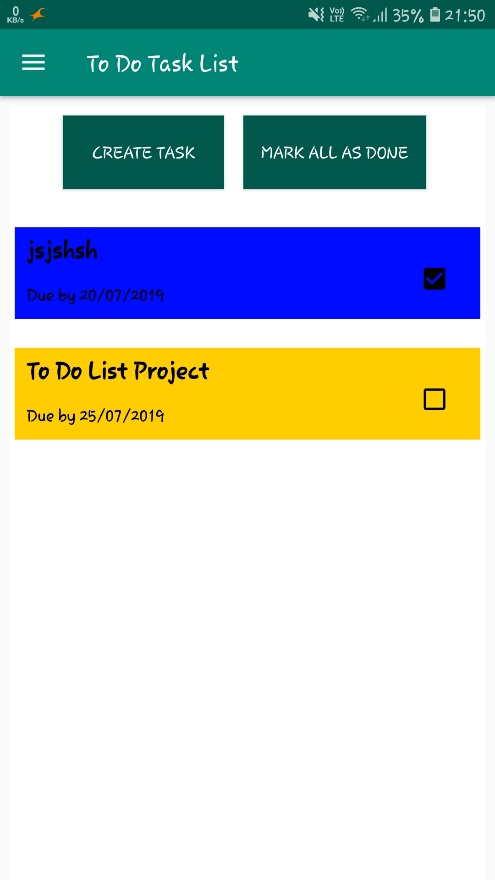 0
KB/s
Vo))
LTE
35%
21:50
To Do Task List
CREATE TASK
MARK ALL AS DONE
jsjshsh
Due by 20/07/2019
To Do List Project
Due by 25/07/2019